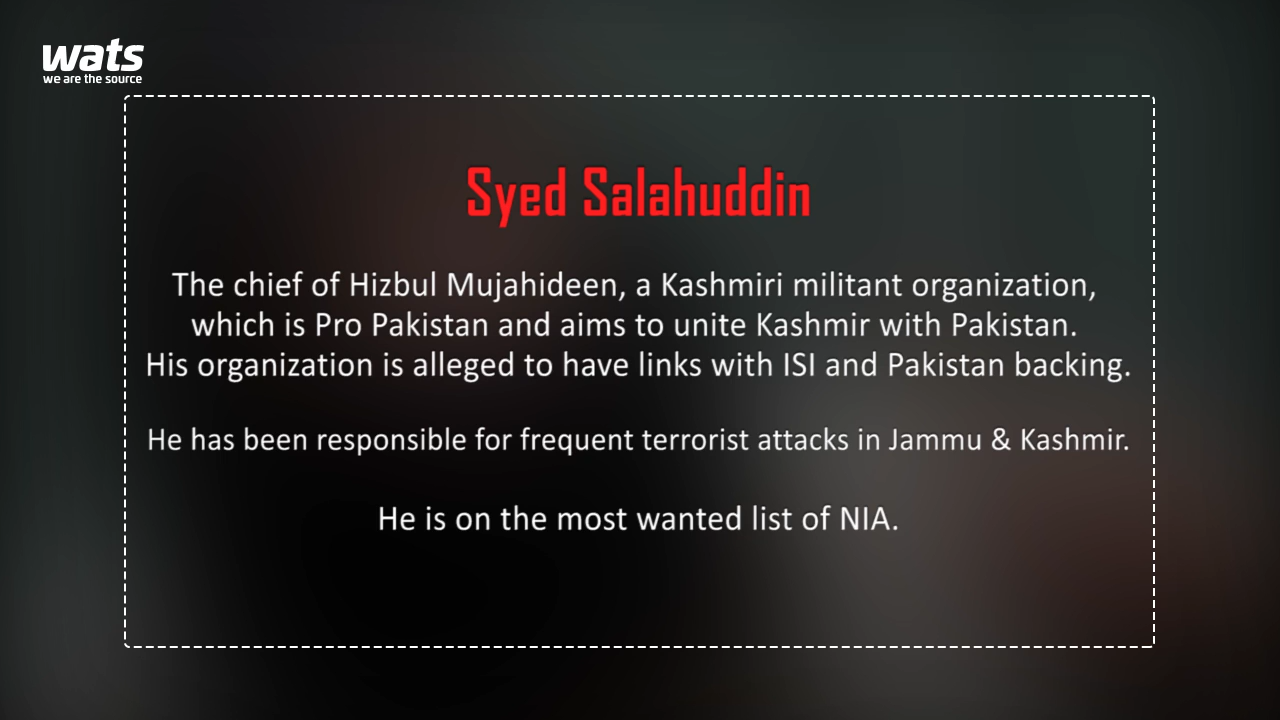 wats
we are the source
Syed Salahuddin
The chief of Hizbul Mujahideen, a Kashmiri militant organization,
which is Pro Pakistan and aims to unite Kashmir with Pakistan.
His organization is alleged to have links with ISI and Pakistan backing.
He has been responsible for frequent terrorist attacks in Jammu & Kashmir.
He is on the most wanted list of NIA.